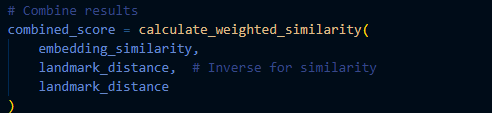 # Combine results
combined_score = calculate_weighted_similarity(
    embedding_similarity,
    landmark_distance,  # Inverse for similarity
    landmark_distance
)